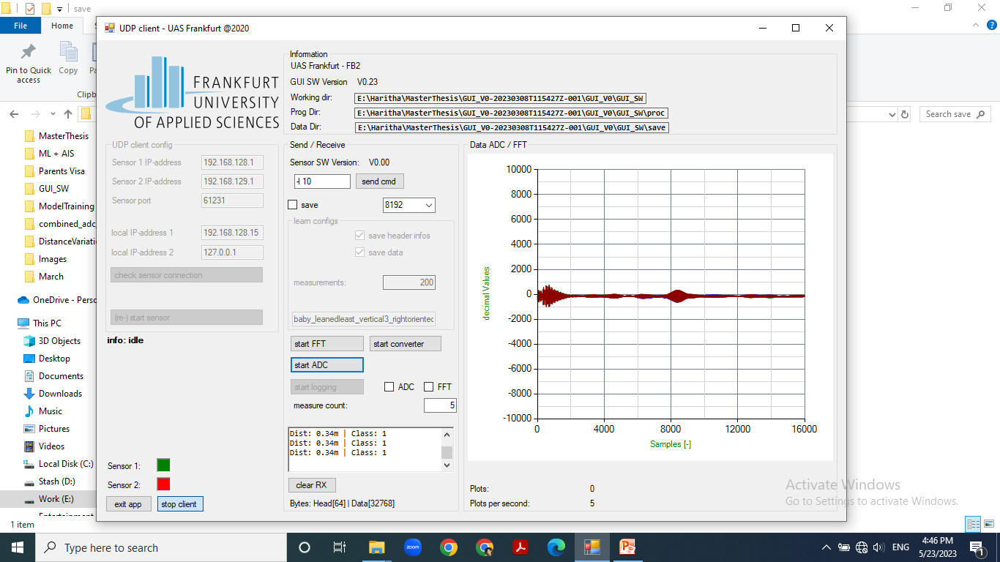 save
File
Home
Pin to Quick access
Copy
Clipb
Search save
MasterThesis
ML + AIS
Parents Visa
GUI_SW
ModelTraining
combined_adc
DistanceVariati
Images
March
OneDrive - Perso
This PC
3D Objects
Desktop
Documents
Downloads
Music
Pictures
Videos
Local Disk (C:)
Stash (D:)
Work (E:)
1 item
UDP client - UAS Frankfurt @2020
FRANKFURT
UNIVERSITY
OF APPLIED SCIENCES
Information
UAS Frankfurt - FB2
GUI SW Version V0.23
Working dir: E:\Haritha\MasterThesis\GUI_V0-20230308T115427Z-001\GUI_V0\GUI_SW
Prog Dir: E:\Haritha\MasterThesis\GUI_V0-20230308T115427Z-001\GUI_V0\GUI_SW\proc
Data Dir: E:\Haritha\MasterThesis\GUI_V0-20230308T115427Z-001\GUI_V0\GUI_SW\save
UDP client config
Sensor 1 IP-address 192.168.128.1
Sensor 2 IP-address 192.168.129.1
Sensor port 61231
local IP-address 1 192.168.128.15
local IP-address 2 127.0.0.1
check sensor connection
(re-) start sensor
info: idle
Sensor 1:
Sensor 2:
exit app
stop client
Send / Receive
Sensor SW Version: V0.00
10
send cmd
save
8192
learn configs
save header infos
save data
measurements: 200
baby_leanedleast_vertical3_rightoriented
start FFT
start converter
start ADC
start logging
ADC
FFT
measure count: 5
Dist: 0.34m | Class: 1
Dist: 0.34m | Class: 1
Dist: 0.34m | Class: 1
clear RX
Bytes: Head[64] | Data[32768]
Data ADC / FFT
10000
8000
6000
4000
2000
0
-2000
-4000
-6000
-8000
-10000
decimal Values
0 4000 8000 12000 16000
Samples [-]
Plots: 0
Plots per second: 5
Activate Windows
Go to Settings to activate Windows.
Type here to search
zoom
ENG
4:46 PM
5/23/2023
1